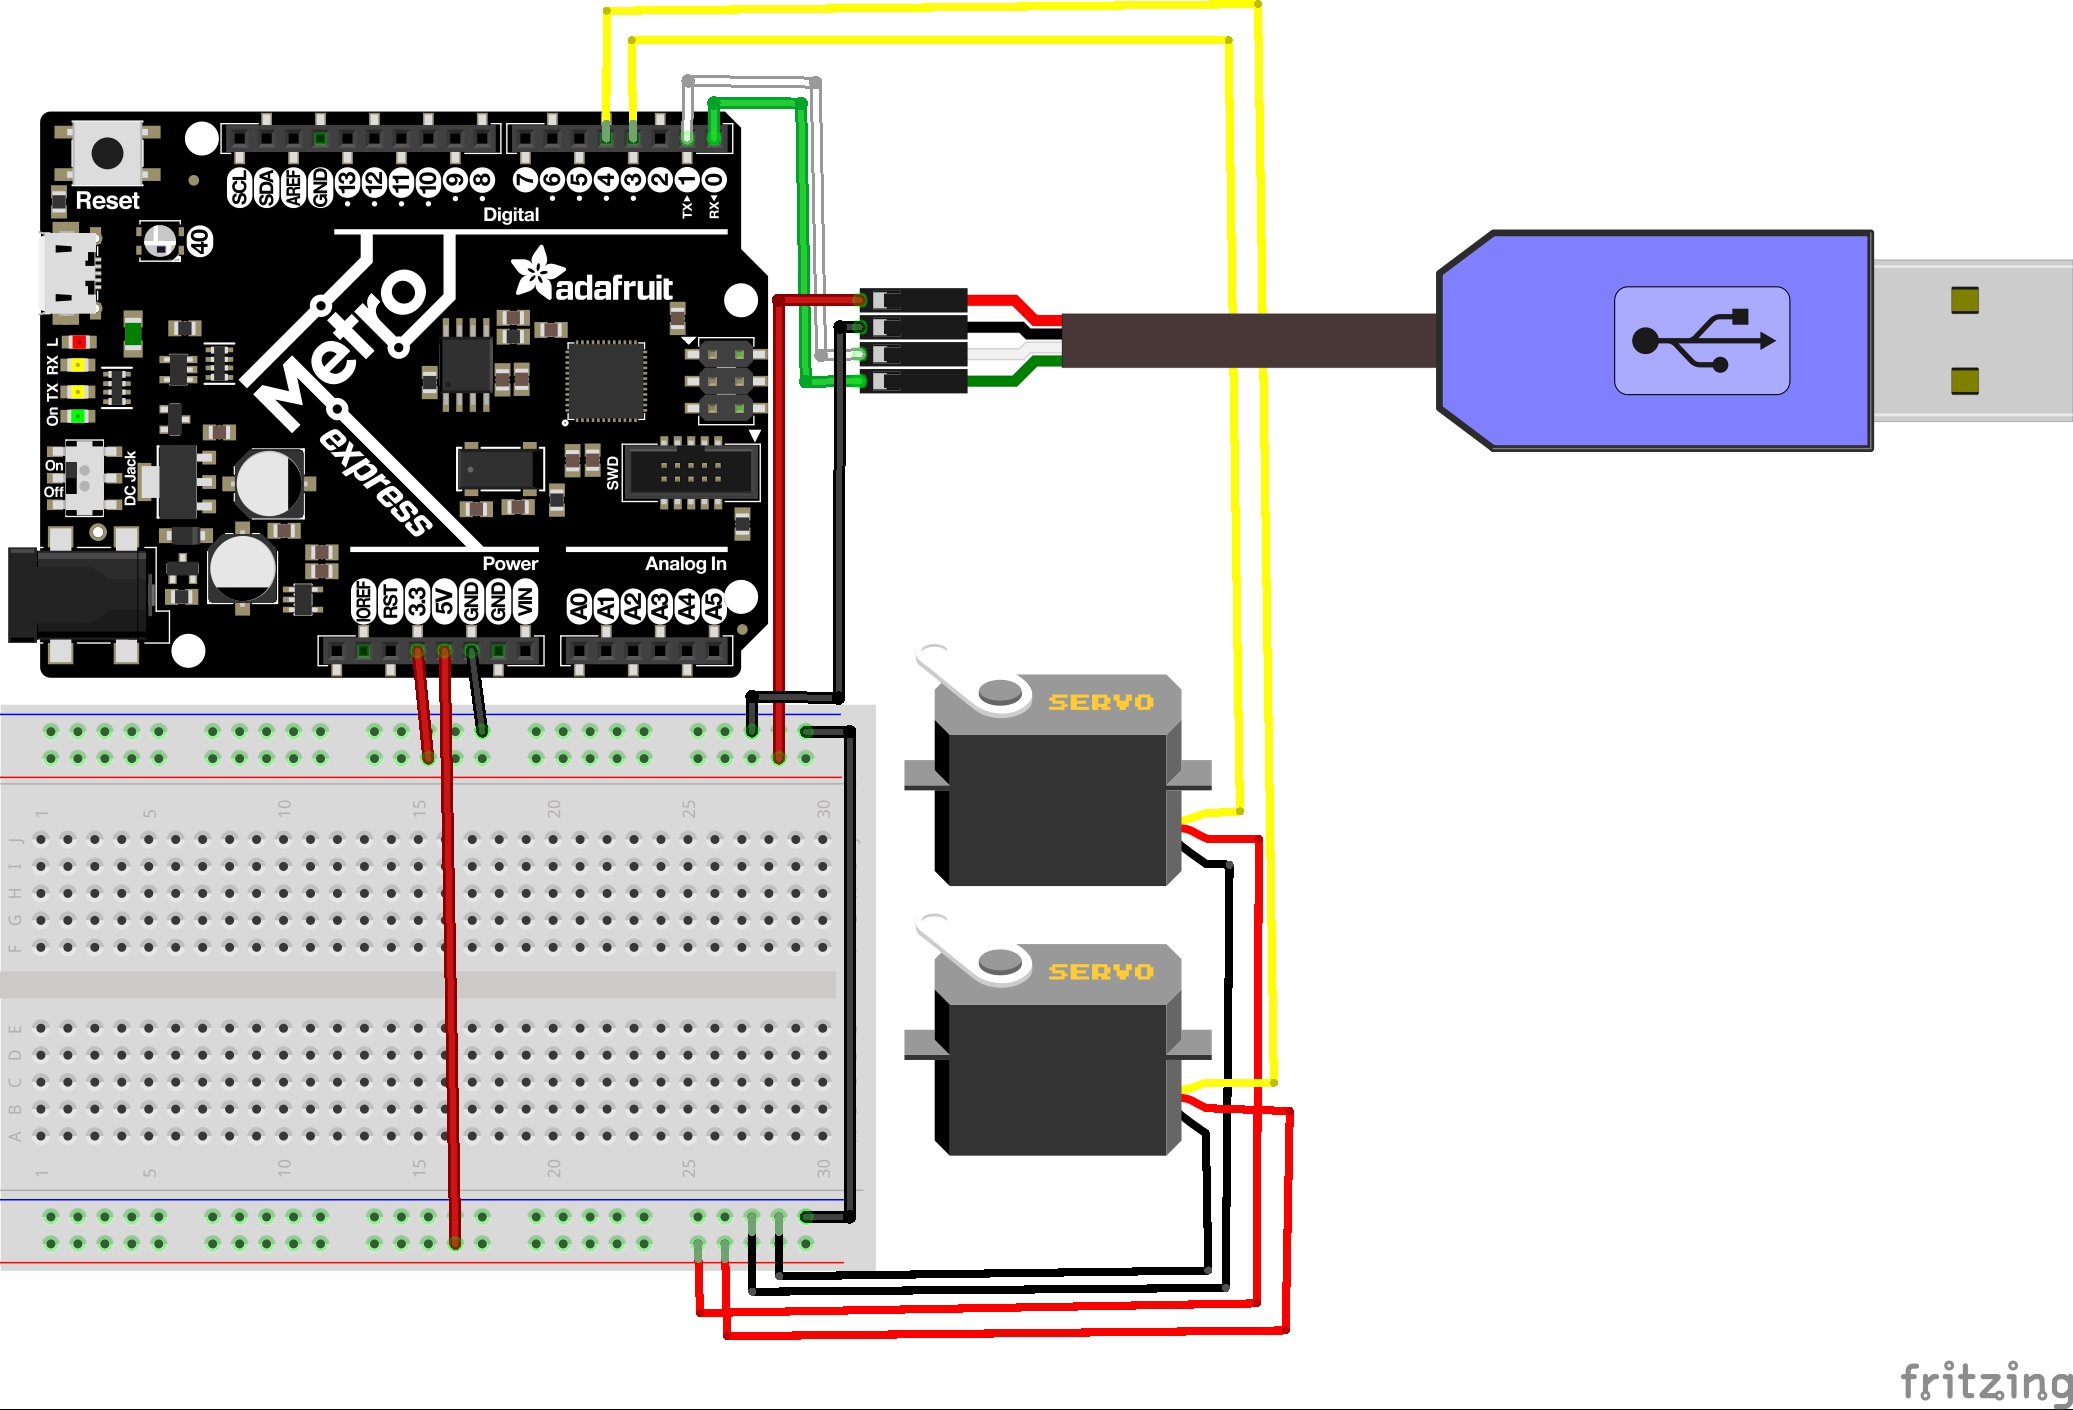 SCL SDA AREF GND 13 12 11 10 9 8 7 6 5 4 3 2 1 0
TX RX
Digital
Reset
40
Metro
express
adafruit
L
RX
TX
On
On
Off
DC Jack
SWD
Power
Analog In
IOREF RST 3.3 5V GND GND VIN A0 A1 A2 A3 A4 A5
SERVO
SERVO
1 5 10 15 20 25 30
J
I
H
G
F
E
D
C
B
A
1 5 10 15 20 25 30
fritzing